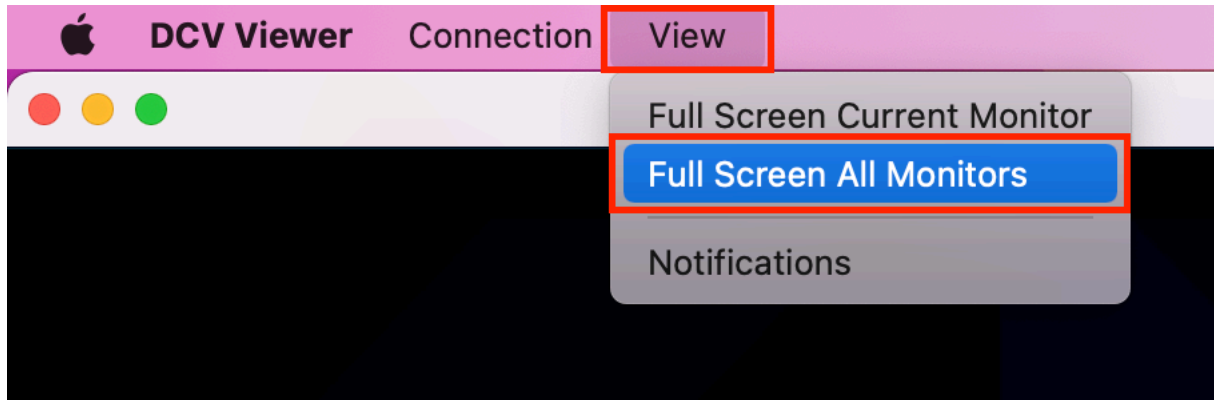 DCV Viewer Connection View
Full Screen Current Monitor
Full Screen All Monitors
Notifications